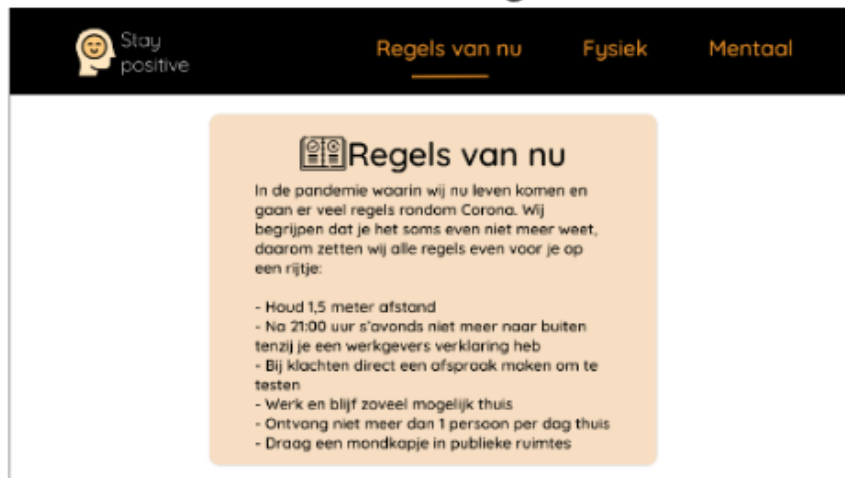 Stay
positive
Regels van nu Fysiek Mentaal
Regels van nu
In de pandemie waarin wij nu leven komen en
gaan er veel regels rondom Corona. Wij
begrijpen dat je het soms even niet meer weet,
daarom zetten wij alle regels even voor je op
een rijtje:
- Houd 1,5 meter afstand
- Na 21:00 uur s'avonds niet meer naar buiten
tenzij je een werkgevers verklaring heb
- Bij klachten direct een afspraak maken om te
testen
- Werk en blijf zoveel mogelijk thuis
- Ontvang niet meer dan 1 persoon per dag thuis
- Draag een mondkapje in publieke ruimtes